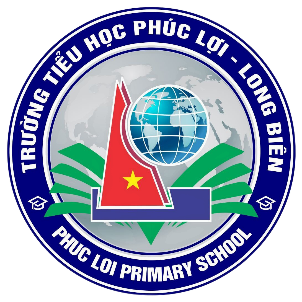 TRƯỜNG TIỂU HỌC PHÚC LỢI - LONG BIÊN
PHUC LOI PRIMARY SCHOOL